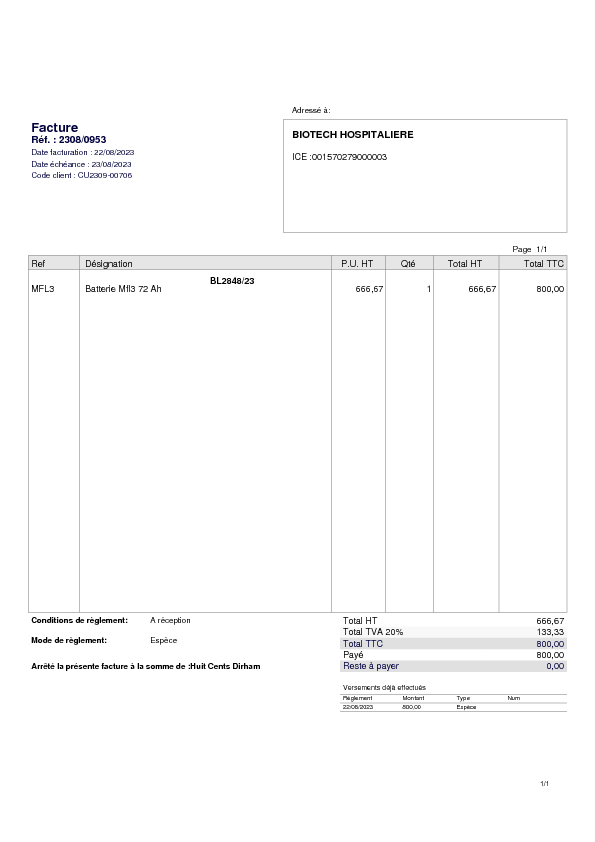 Adressé à:
Facture
Réf. : 2308/0953
Date facturation : 22/08/2023
Date échéance : 23/08/2023
Code client : CU2309-00706
BIOTECH HOSPITALIERE
ICE :001570279000003
Page 1/1
Ref Désignation P.U. HT Qté Total HT Total TTC
BL2848/23
MFL3 Batterie Mfl3 72 Ah 666,67 1 666,67 800,00
Conditions de règlement: A réception
Mode de règlement: Espèce
Arrêté la présente facture à la somme de :Huit Cents Dirham
Total HT 666,67
Total TVA 20% 133,33
Total TTC 800,00
Payé 800,00
Reste à payer 0,00
Versements déjà effectués
Règlement Montant Type Num
22/08/2023 800,00 Espèce
1/1